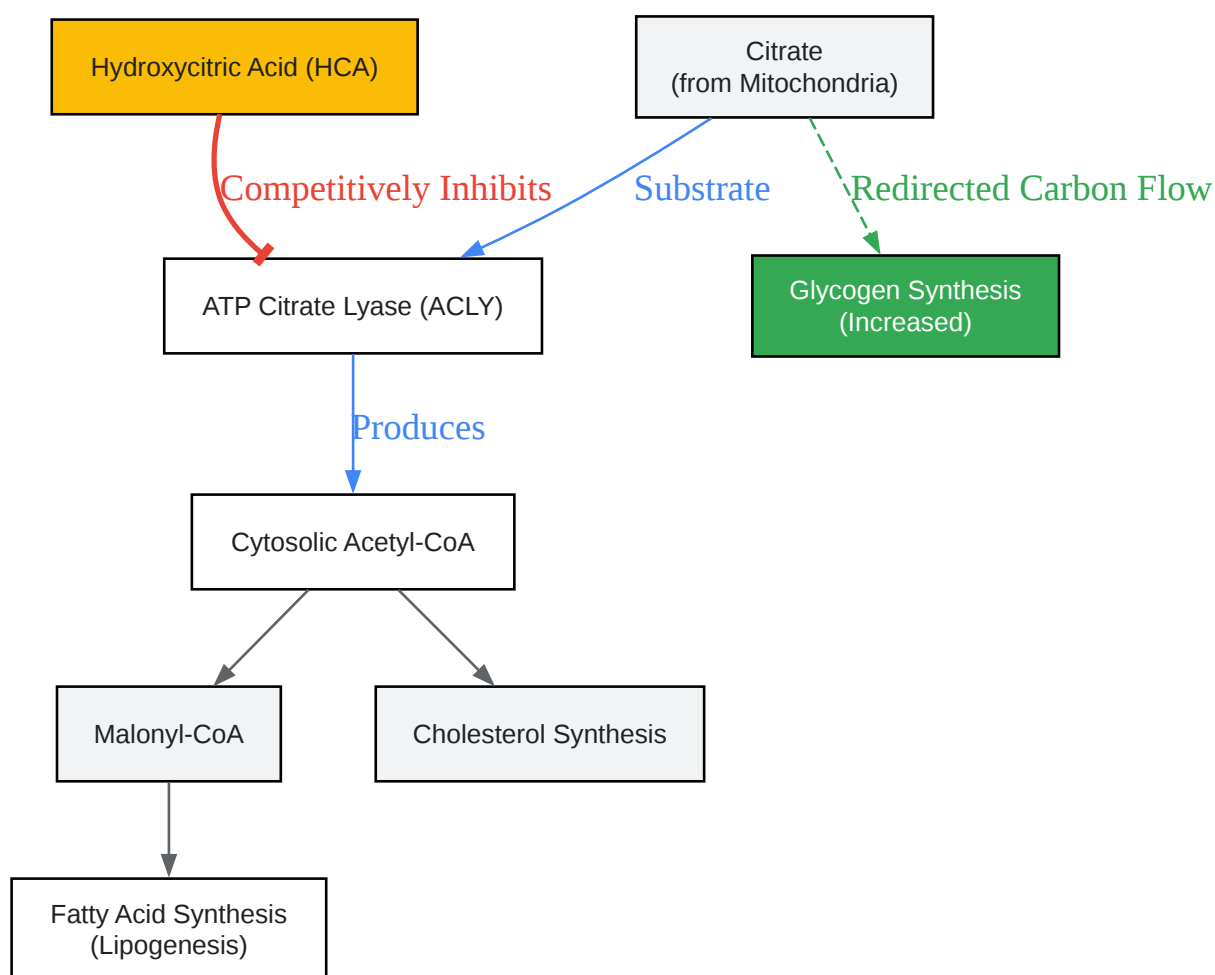 Hydroxycitric Acid (HCA)
Citrate
(from Mitochondria)
Competitively Inhibits
Substrate
Redirected Carbon Flow
ATP Citrate Lyase (ACLY)
Glycogen Synthesis
(Increased)
Produces
Cytosolic Acetyl-CoA
Malonyl-CoA
Cholesterol Synthesis
Fatty Acid Synthesis
(Lipogenesis)